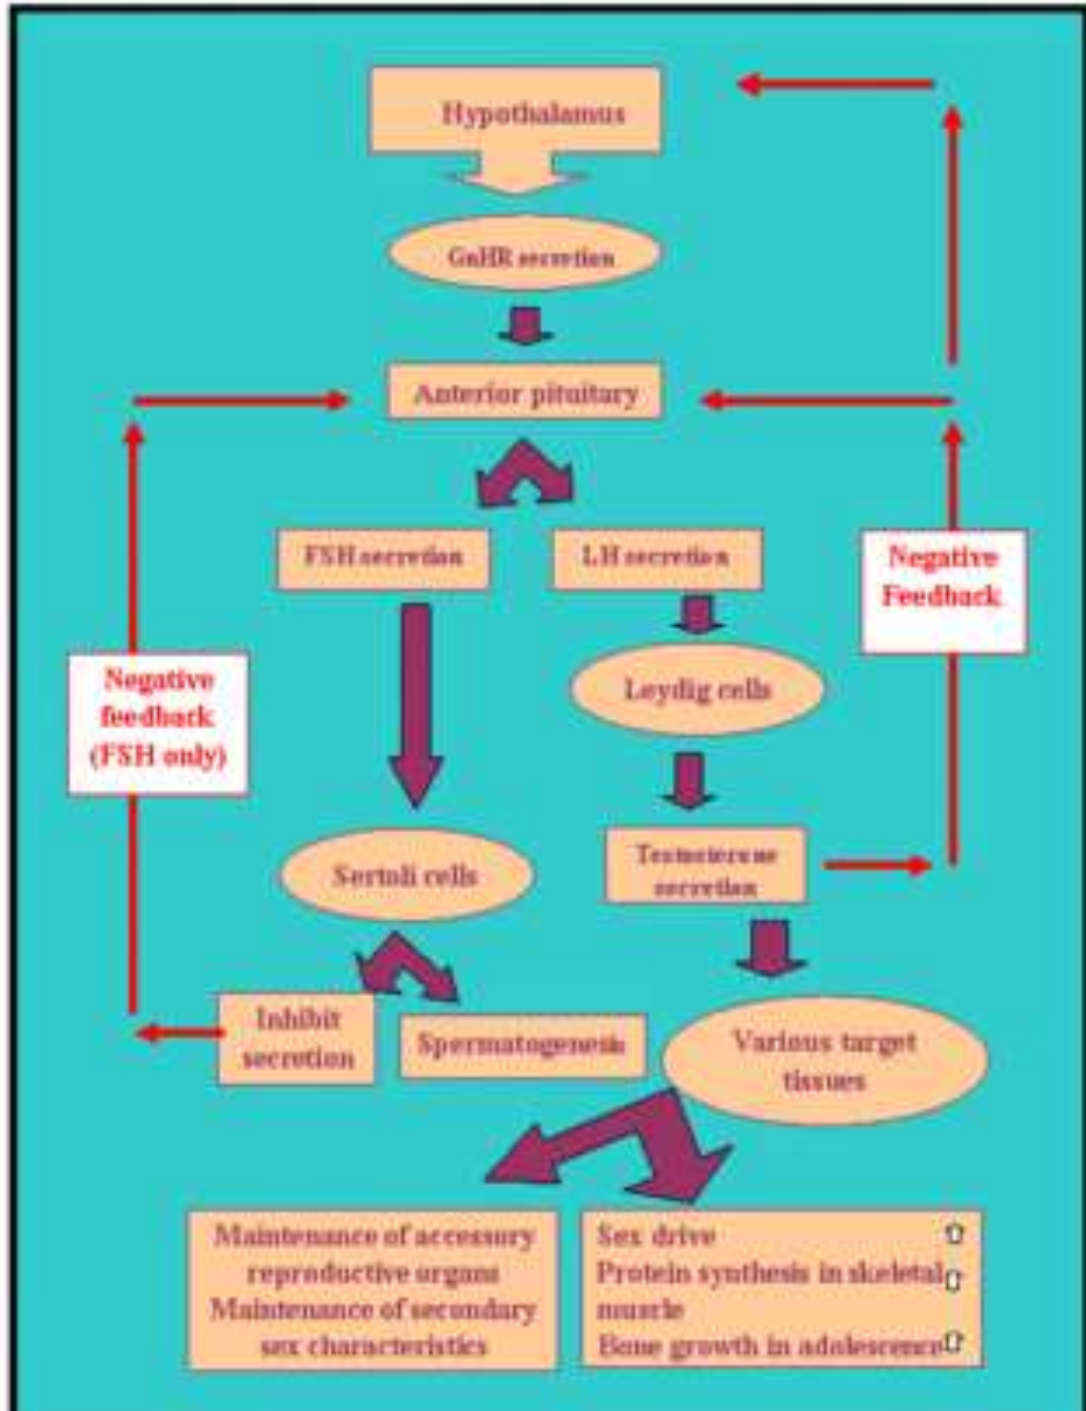 Hypothalamus
GnHR secretion
Anterior pituitary
FSH secretion
LH secretion
Negative
Feedback
Leydig cells
Negative
feedback
(FSH only)
Testosterone
secretion
Sertoli cells
Inhibit
secretion
Spermatogenesis
Various target
tissues
Maintenance of accessory
reproductive organs
Maintenance of secondary
sex characteristics
Sex drive
Protein synthesis in skeletal
muscle
Bone growth in adolescence